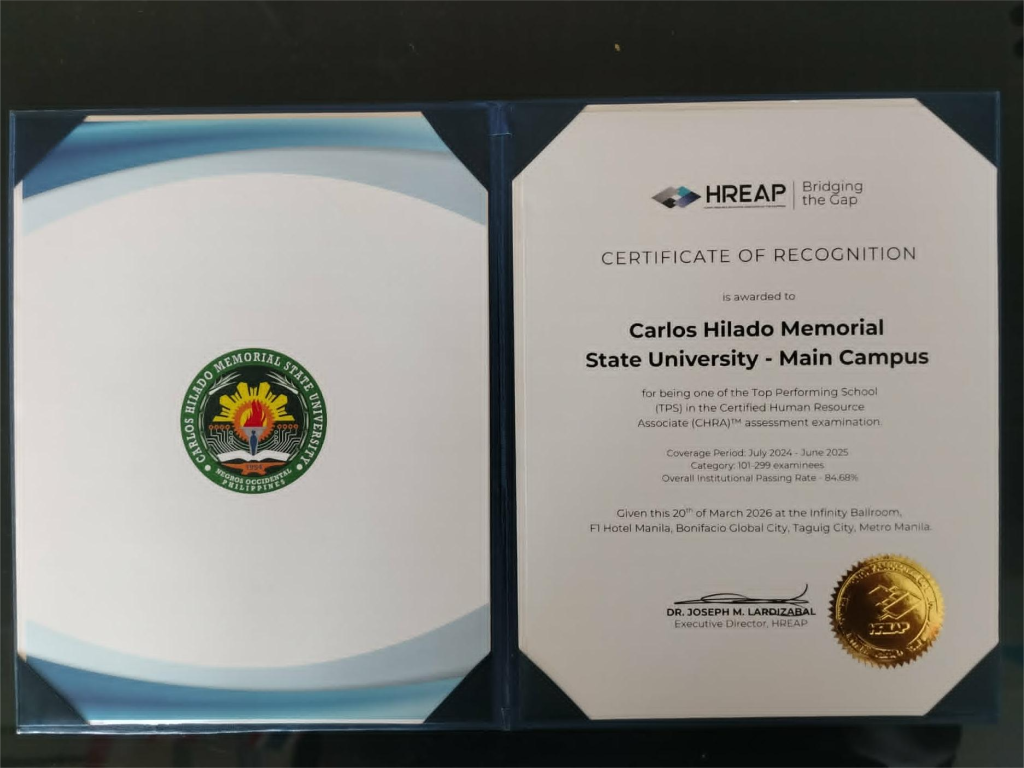 CARLOS HILADO MEMORIAL STATE UNIVERSITY
1954
NEGROS OCCIDENTAL
PHILIPPINES
HREAP
Bridging
the Gap
CERTIFICATE OF RECOGNITION
is awarded to
Carlos Hilado Memorial
State University - Main Campus
for being one of the Top Performing School
(TPS) in the Certified Human Resource
Associate (CHRA)™ assessment examination.
Coverage Period: July 2024 - June 2025
Category: 101-299 examinees
Overall Institutional Passing Rate - 84.68%
Given this 20th of March 2026 at the Infinity Ballroom,
F1 Hotel Manila, Bonifacio Global City, Taguig City, Metro Manila.
DR. JOSEPH M. LARDIZABAL
Executive Director, HREAP
HREAP